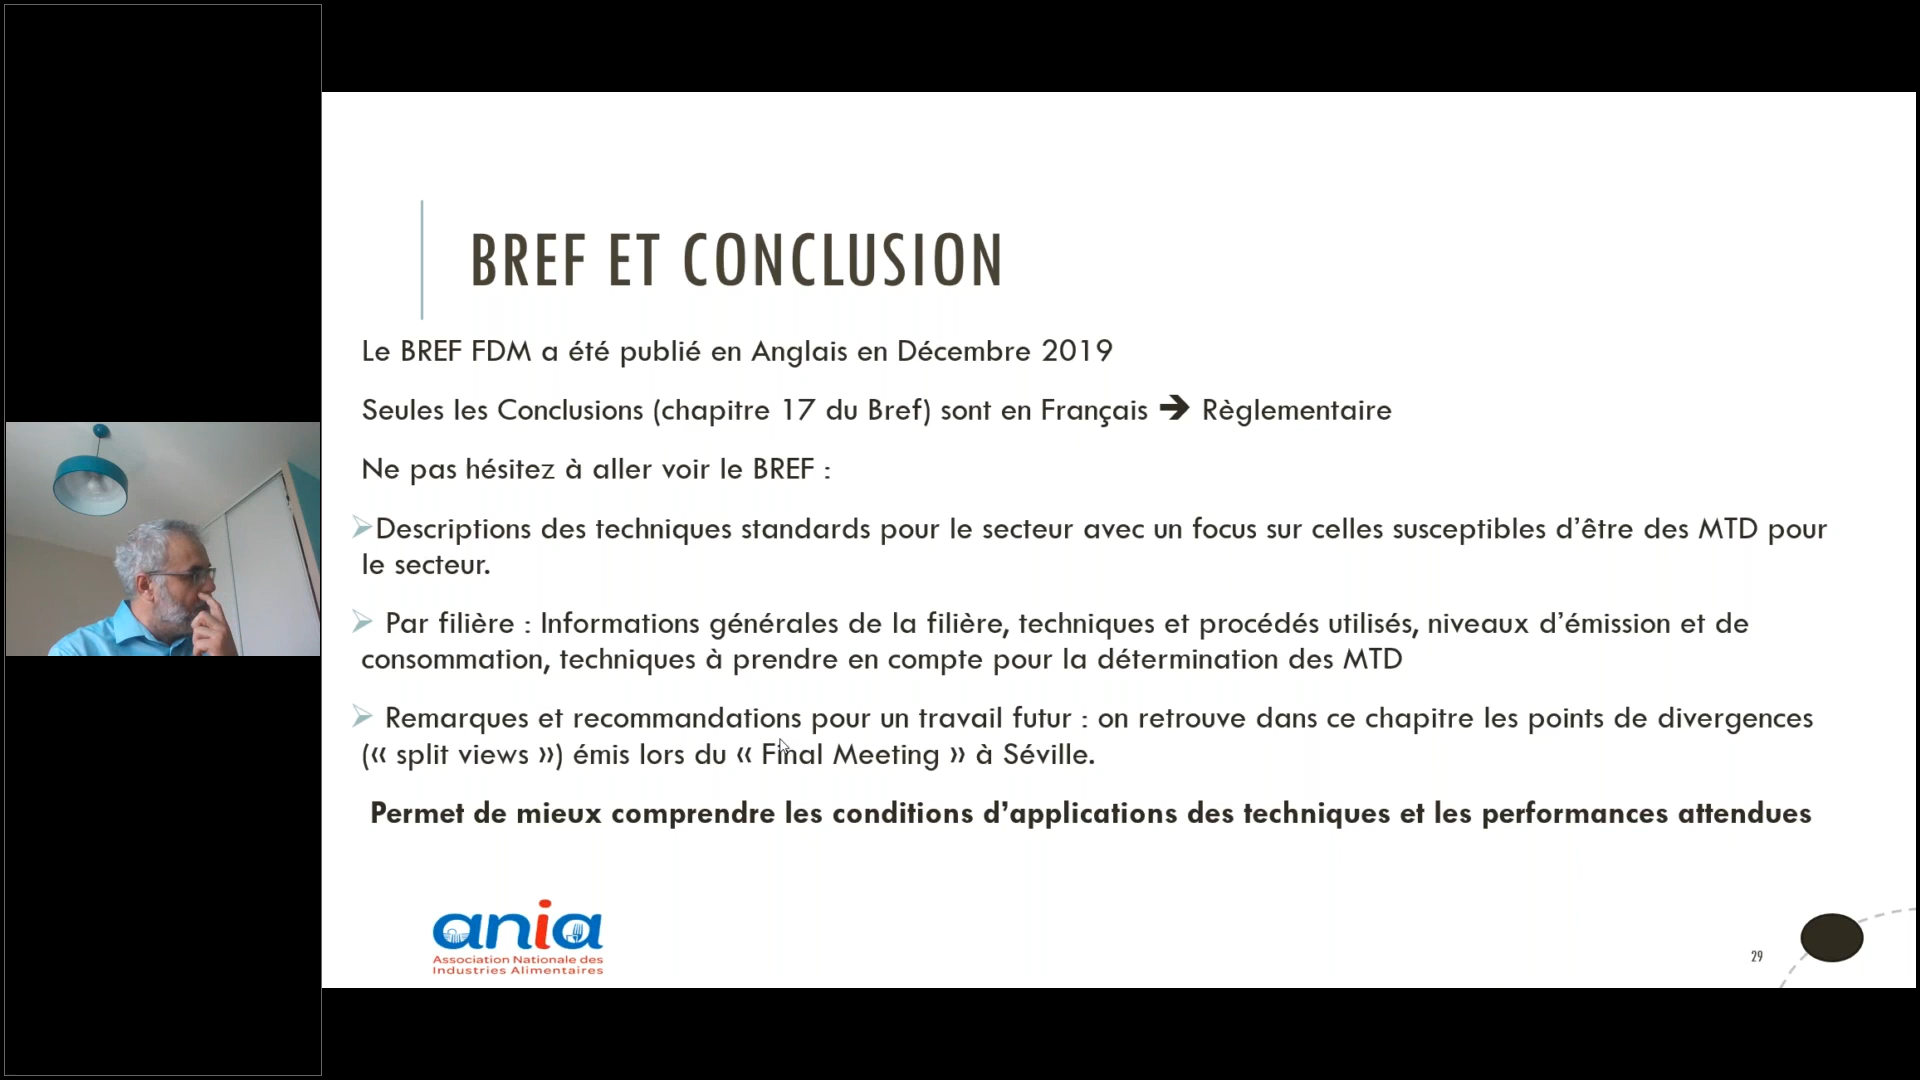 BREF ET CONCLUSION
Le BREF FDM a été publié en Anglais en Décembre 2019
Seules les Conclusions (chapitre 17 du Bref) sont en Français ➔ Règlementaire
Ne pas hésitez à aller voir le BREF :
➢Descriptions des techniques standards pour le secteur avec un focus sur celles susceptibles d’être des MTD pour
le secteur.
➢ Par filière : Informations générales de la filière, techniques et procédés utilisés, niveaux d’émission et de
consommation, techniques à prendre en compte pour la détermination des MTD
➢ Remarques et recommandations pour un travail futur : on retrouve dans ce chapitre les points de divergences
(« split views ») émis lors du « Final Meeting » à Séville.
Permet de mieux comprendre les conditions d’applications des techniques et les performances attendues
ania
Association Nationale des
Industries Alimentaires
29